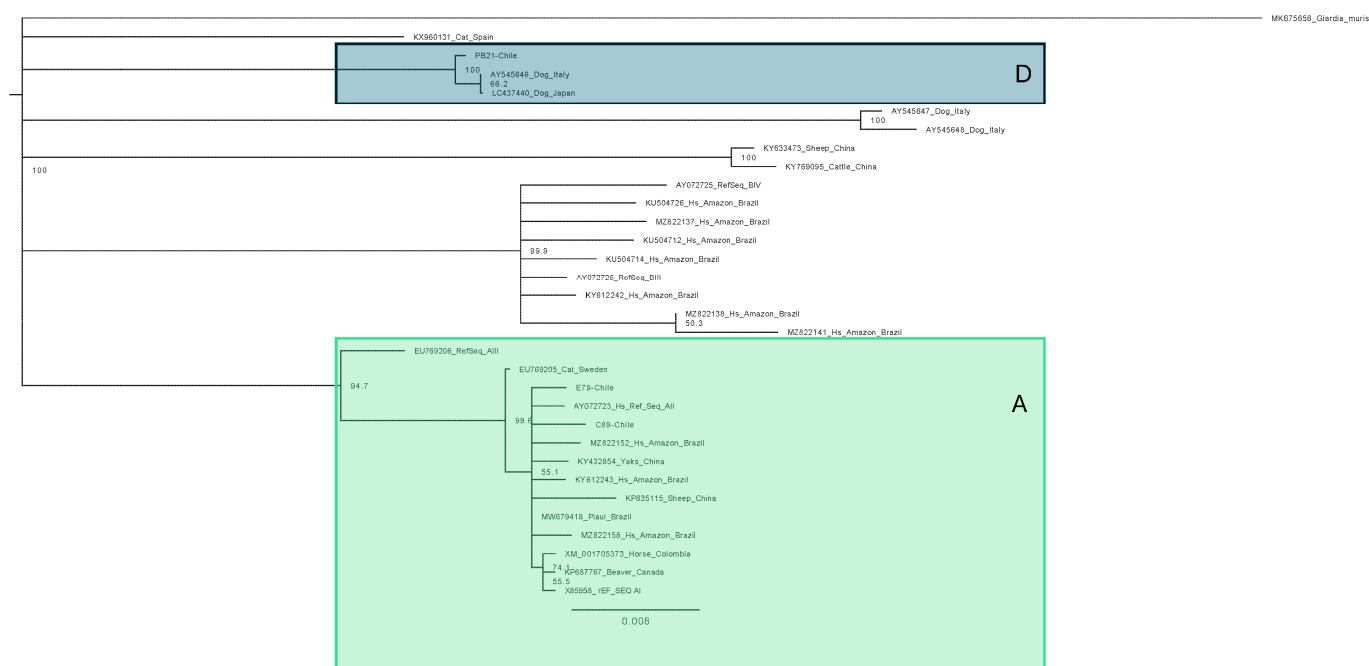 MK675656_Giardia_muris
KX960131_Cat_Spain
PB21-Chile
100
AY545646_Dog_Italy
66.2
LC437440_Dog_Japan
D
AY545647_Dog_Italy
100
AY545648_Dog_Italy
KY633473_Sheep_China
100
KY769095_Cattle_China
100
AY072725_RefSeq_BIV
KU504726_Hs_Amazon_Brazil
MZ822137_Hs_Amazon_Brazil
KU504712_Hs_Amazon_Brazil
99.9
KU504714_Hs_Amazon_Brazil
AY072726_RefSeq_BIII
KY612242_Hs_Amazon_Brazil
MZ822138_Hs_Amazon_Brazil
50.3
MZ822141_Hs_Amazon_Brazil
EU769206_RefSeq_AIII
EU769205_Cat_Sweden
94.7
E79-Chile
A
AY072723_Hs_Ref_Seq_AII
99.6
C89-Chile
MZ822152_Hs_Amazon_Brazil
KY432854_Yaks_China
55.1
KY612243_Hs_Amazon_Brazil
KP635115_Sheep_China
MW679418_Piaui_Brazil
MZ822158_Hs_Amazon_Brazil
XM_001705373_Horse_Colombia
74.1
KP687767_Beaver_Canada
55.5
X85958_rEF_SEQ AI
0.008